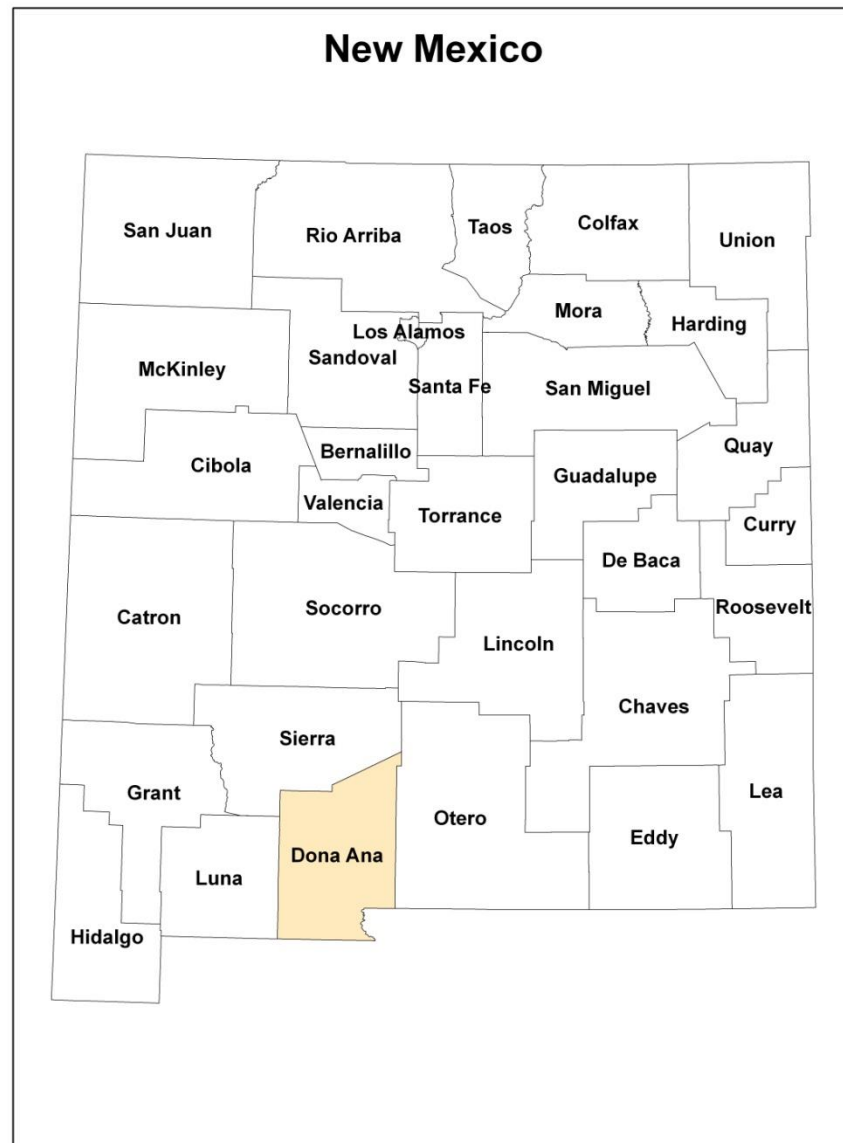 New Mexico
San Juan
Rio Arriba
Taos
Colfax
Union
Mora
Harding
Los Alamos
Sandoval
McKinley
Santa Fe
San Miguel
Quay
Bernalillo
Cibola
Guadalupe
Valencia
Torrance
Curry
De Baca
Roosevelt
Socorro
Catron
Lincoln
Chaves
Sierra
Grant
Lea
Otero
Eddy
Dona Ana
Luna
Hidalgo